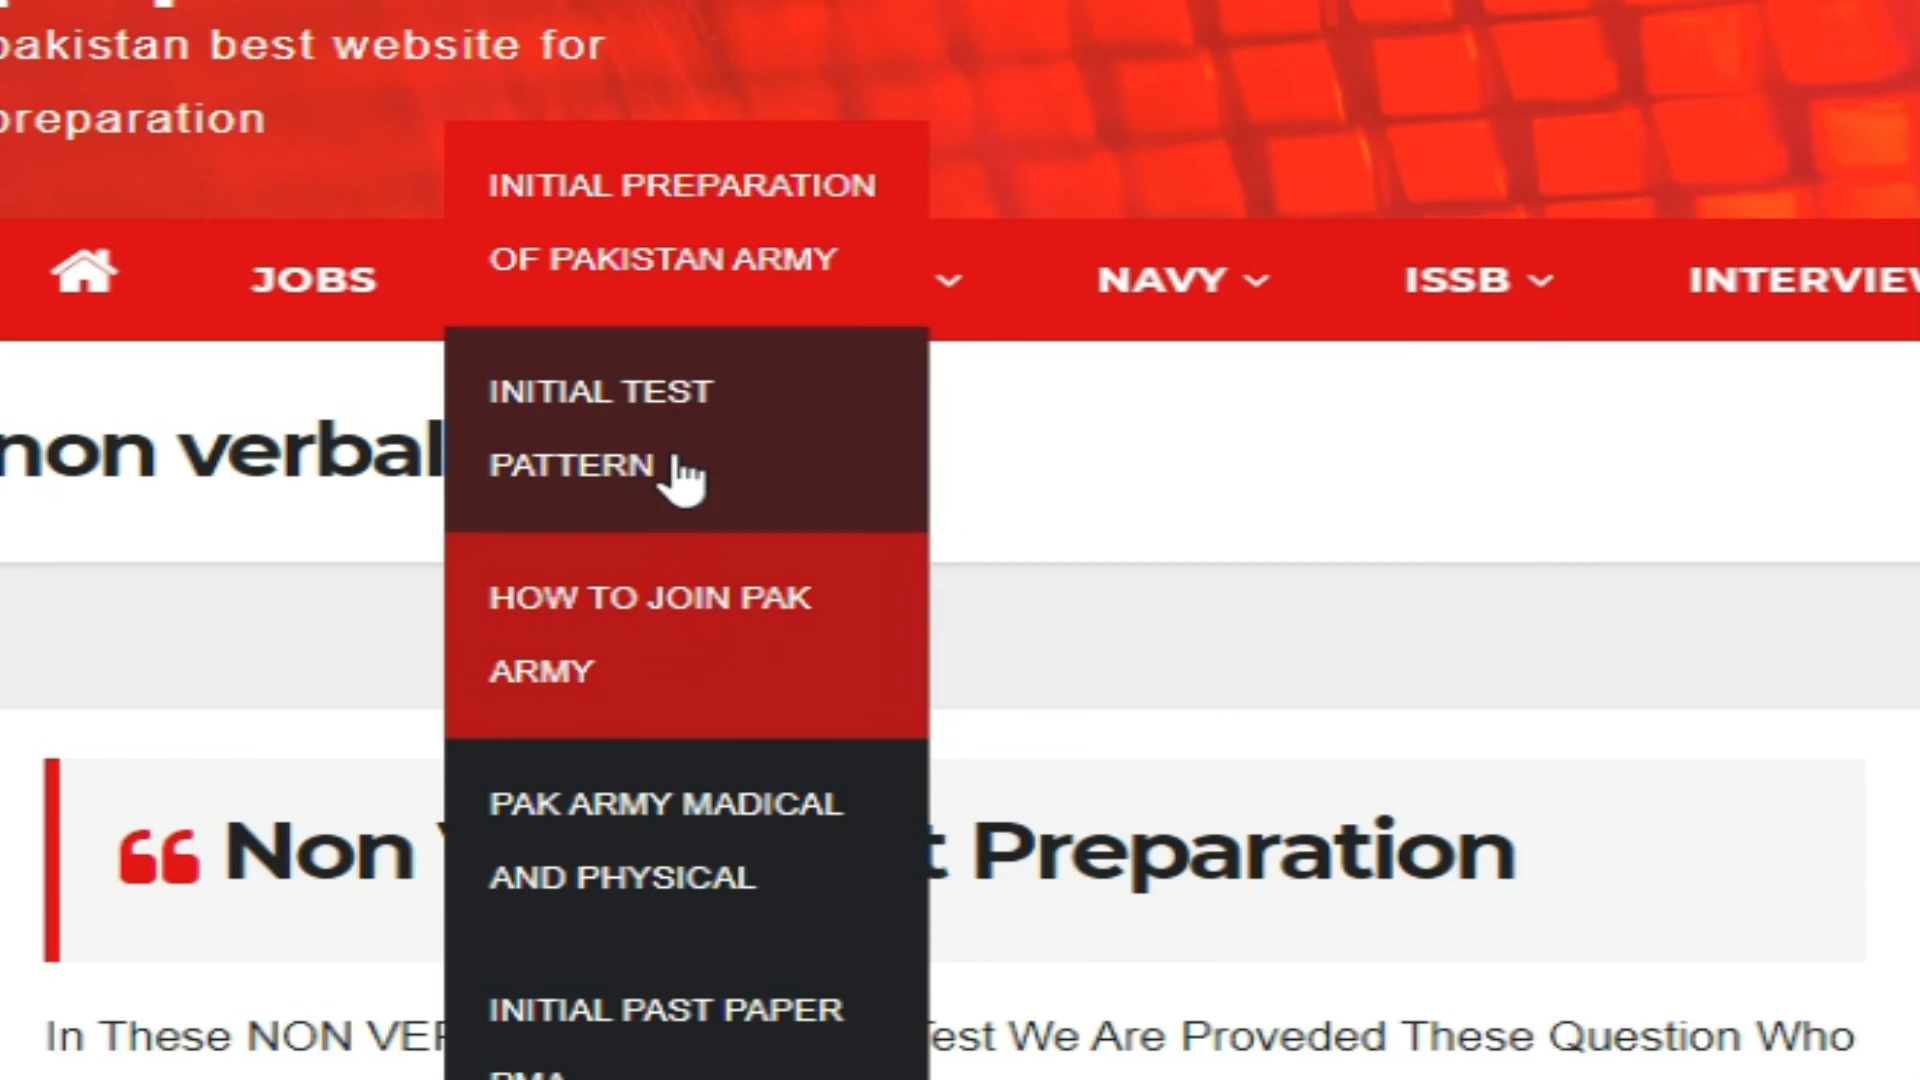 pakistan best website for
preparation
INITIAL PREPARATION
OF PAKISTAN ARMY
JOBS
NAVY
ISSB
INTERVIEW
INITIAL TEST
PATTERN
non verbal
HOW TO JOIN PAK
ARMY
PAK ARMY MADICAL
AND PHYSICAL
Non
Preparation
INITIAL PAST PAPER
In These NON
We Are Proveded These Question Who
PMA